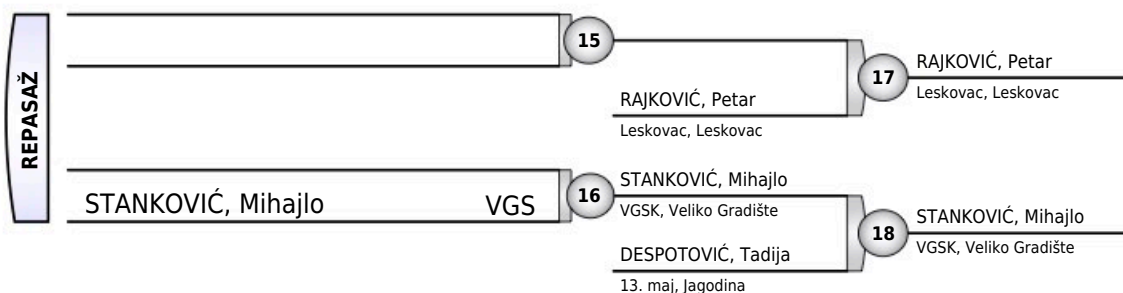 REPASAŽ
15
RAJKOVIĆ, Petar
Leskovac, Leskovac
17
RAJKOVIĆ, Petar
Leskovac, Leskovac
STANKOVIĆ, Mihajlo VGS
16
STANKOVIĆ, Mihajlo
VGSK, Veliko Gradište
DESPOTOVIĆ, Tadija
13. maj, Jagodina
18
STANKOVIĆ, Mihajlo
VGSK, Veliko Gradište